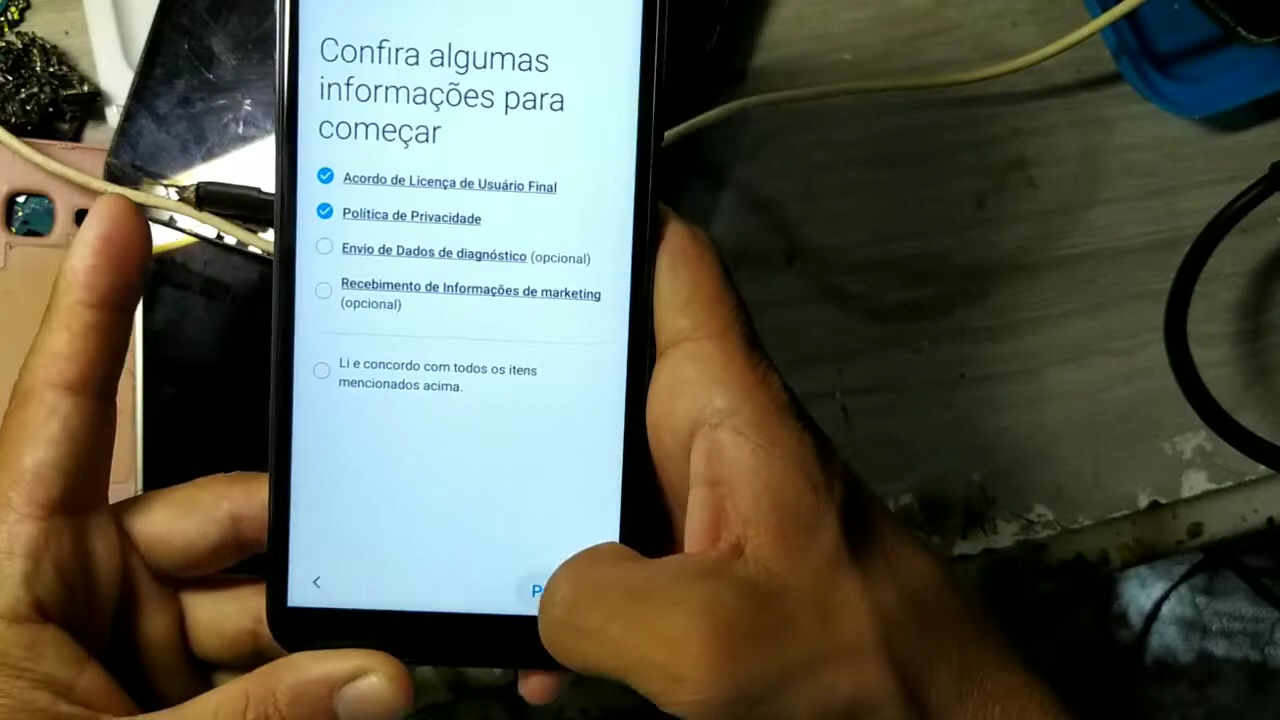 Confira algumas
informações para
começar
Acordo de Licença de Usuário Final
Política de Privacidade
Envio de Dados de diagnóstico (opcional)
Recebimento de Informações de marketing
(opcional)
Li e concordo com todos os itens
mencionados acima.